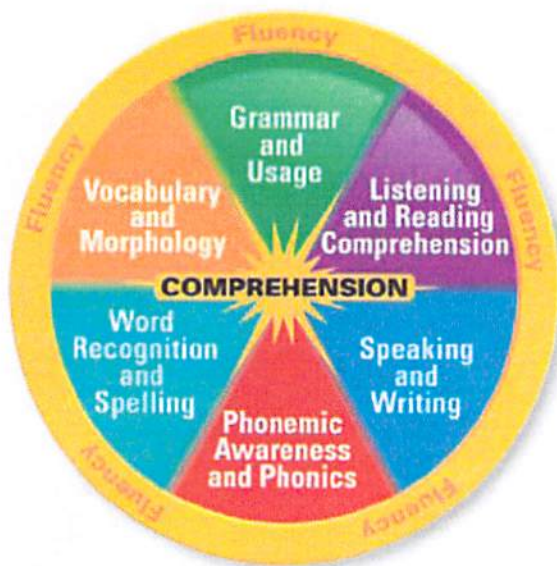 Fluency
Grammar
and
Usage
Fluency
Listening
and Reading
Comprehension
Fluency
Vocabulary
and
Morphology
COMPREHENSION
Word
Recognition
and
Spelling
Speaking
and
Writing
Phonemic
Awareness
and Phonics
Fluency
Fluency